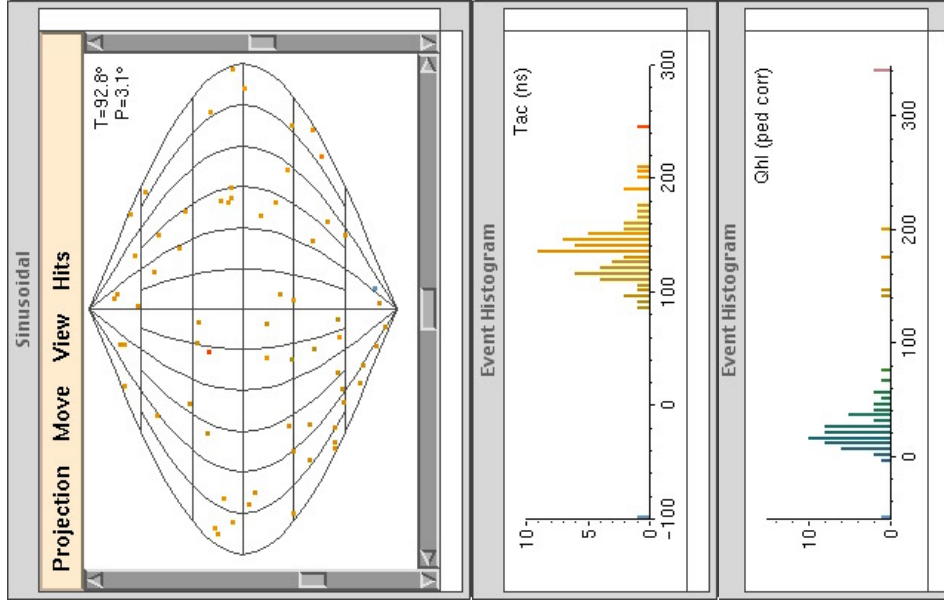 Sinusoidal
Projection Move View Hits
T=92.8°
P=3.1°
Event Histogram
Tac (ns)
10
5
0
-100 0 100 200 300
Event Histogram
Qhl (ped corr)
10
0
0 100 200 300